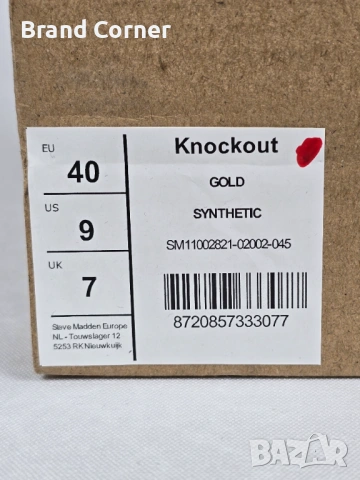 Brand Corner
EU
40
US
9
UK
7
Steve Madden Europe
NL - Touwslager 12
5253 RK Nieuwkuijk
Knockout
GOLD
SYNTHETIC
SM11002821-02002-045
8720857333077
BAZAR